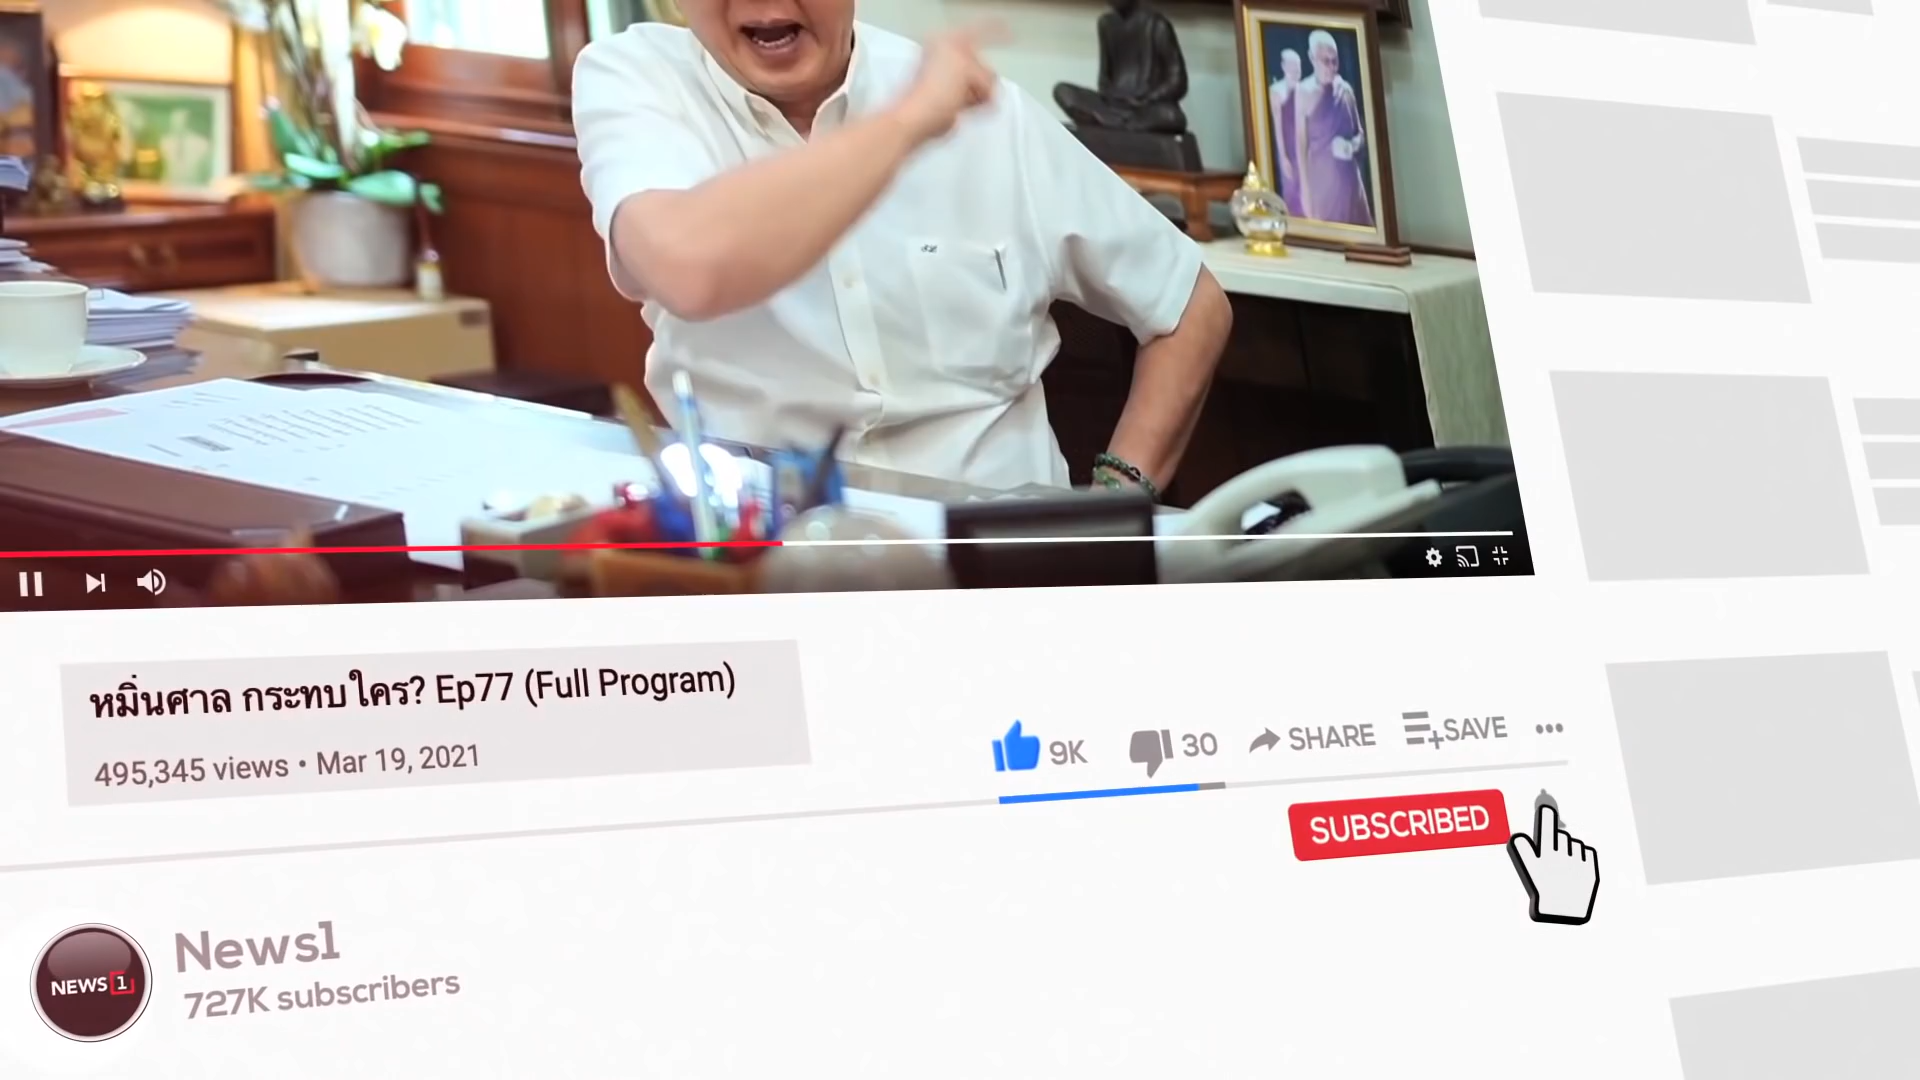 หมิ่นศาล กระทบใคร? Ep77 (Full Program)
495,345 views • Mar 19, 2021
9K
30
SHARE
SAVE
SUBSCRIBED
NEWS 1
News1
727K subscribers